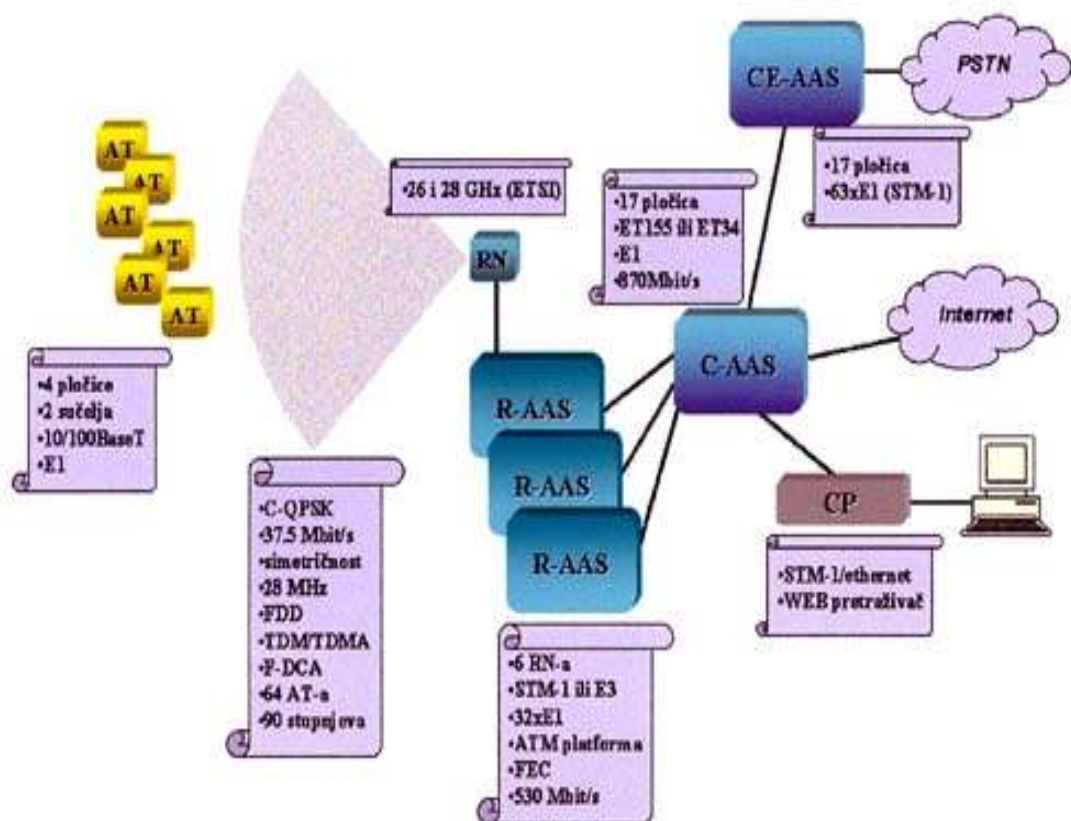 CE-AAS
PSTN
•17 pločica
•63xE1 (STM-1)
AT
AT
AT
AT
AT
AT
•26 i 28 GHz (ETSI)
•17 pločica
•ET155 ili ET34
•E1
•870Mbit/s
RN
Internet
C-AAS
R-AAS
R-AAS
R-AAS
•4 pločice
•2 sučelja
•10/100BaseT
•E1
CP
•STM-1/ethernet
•WEB pretraživač
•C-QPSK
•37.5 Mbit/s
•simetričnost
•28 MHz
•FDD
•TDM/TDMA
•F-DCA
•64 AT-a
•90 stupnjeva
•6 RN-a
•STM-1 ili E3
•32xE1
•ATM platforma
•FEC
•530 Mbit/s